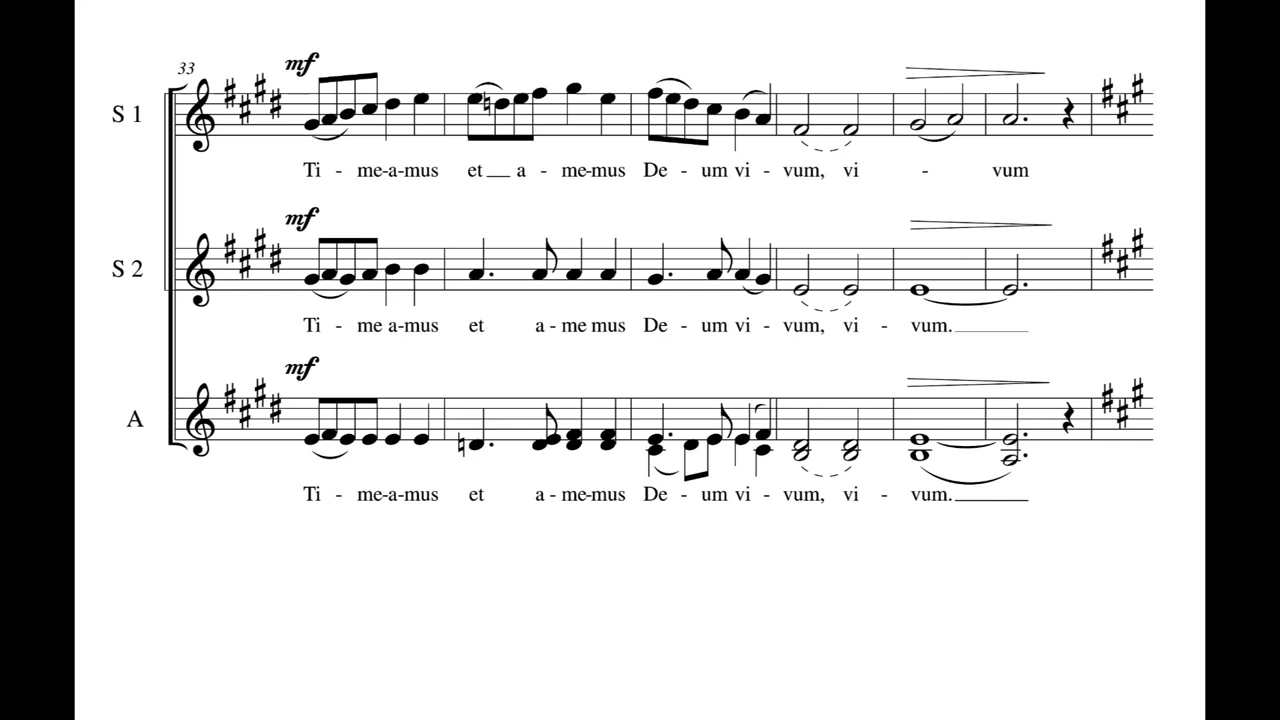 33
mf
S 1
Ti - me-a-mus et __ a - me-mus De - um vi - vum, vi - vum
mf
S 2
Ti - me a-mus et a - me mus De - um vi - vum, vi - vum.
mf
A
Ti - me-a-mus et a - me-mus De - um vi - vum, vi - vum.